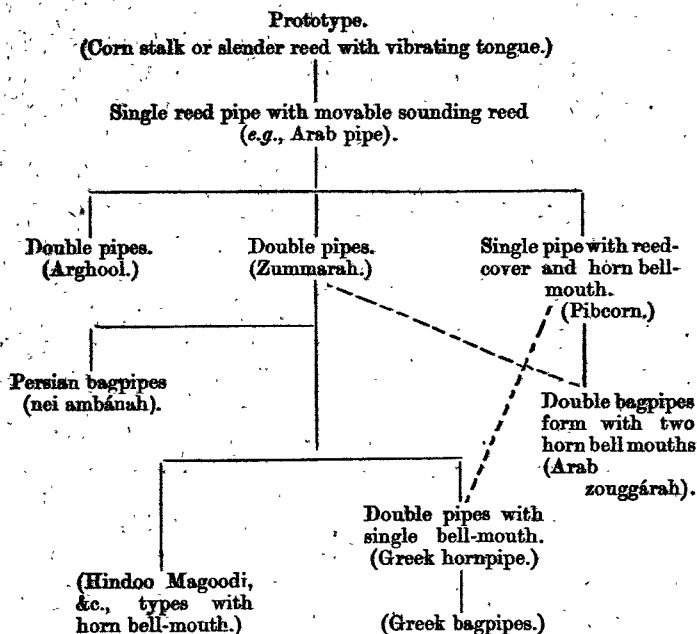 Prototype.
(Corn stalk or slender reed with vibrating tongue.)
Single reed pipe with movable sounding reed
(e.g., Arab pipe).
Double pipes.
(Arghool.)
Double pipes.
(Zummarah.)
Single pipe with reed-
cover and horn bell-
mouth.
(Pibcorn.)
Persian bagpipes
(nei ambánah).
Double bagpipes
form with two
horn bell mouths
(Arab
zouggárah).
Double pipes with
single bell-mouth.
(Greek hornpipe.)
(Hindoo Magoodi,
&c., types with
horn bell-mouth.)
(Greek bagpipes.)